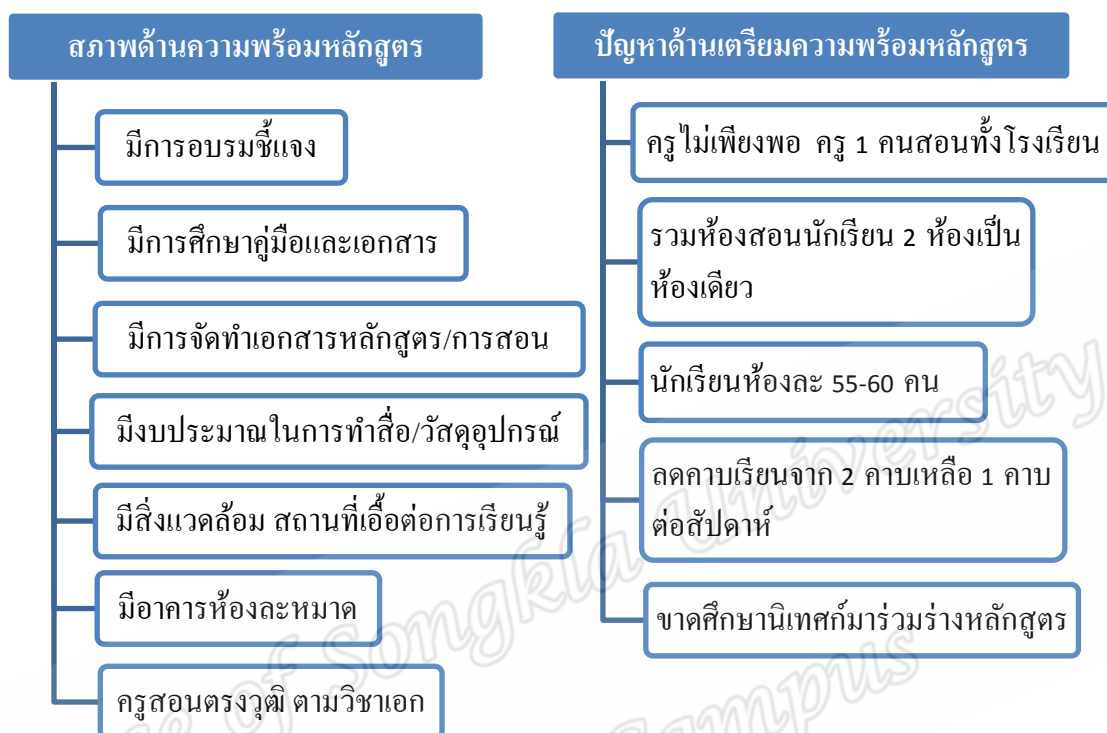 สภาพด้านความพร้อมหลักสูตร
มีการอบรมชี้แจง
มีการศึกษาคู่มือและเอกสาร
มีการจัดทำเอกสารหลักสูตร/การสอน
มีงบประมาณในการทำสื่อ/วัสดุอุปกรณ์
มีสิ่งแวดล้อม สถานที่เอื้อต่อการเรียนรู้
มีอาคารห้องละหมาด
ครูสอนตรงวุฒิ ตามวิชาเอก
ปัญหาด้านเตรียมความพร้อมหลักสูตร
ครูไม่เพียงพอ ครู 1 คนสอนทั้งโรงเรียน
รวมห้องสอนนักเรียน 2 ห้องเป็น
ห้องเดียว
นักเรียนห้องละ 55-60 คน
ลดคาบเรียนจาก 2 คาบเหลือ 1 คาบ
ต่อสัปดาห์
ขาดศึกษานิเทศก์มาร่วมร่างหลักสูตร
of Songkla University
Campus